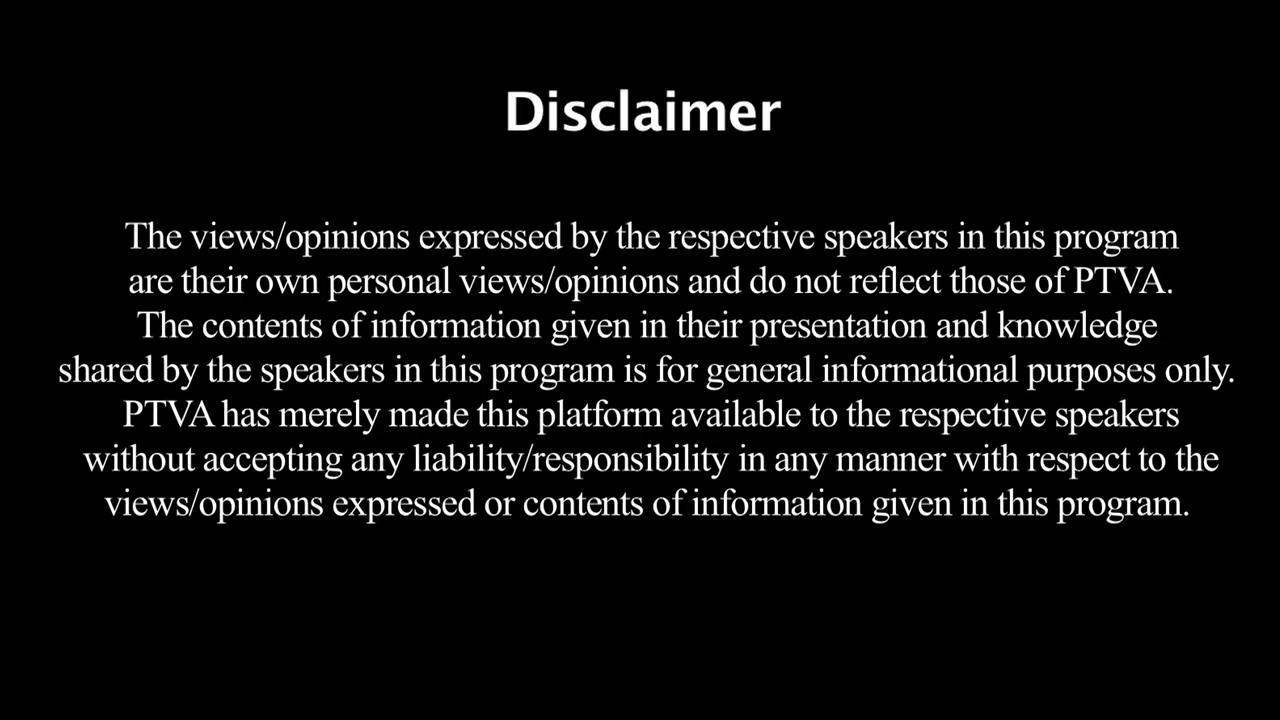 Disclaimer
The views/opinions expressed by the respective speakers in this program
are their own personal views/opinions and do not reflect those of PTVA.
The contents of information given in their presentation and knowledge
shared by the speakers in this program is for general informational purposes only.
PTVA has merely made this platform available to the respective speakers
without accepting any liability/responsibility in any manner with respect to the
views/opinions expressed or contents of information given in this program.